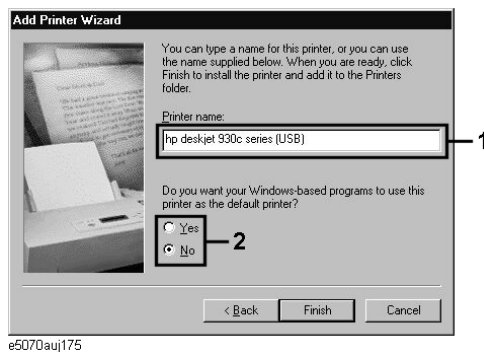 Add Printer Wizard
You can type a name for this printer, or you can use
the name supplied below. When you are ready, click
Finish to install the printer and add it to the Printers
folder.
Printer name:
hp deskjet 930c series (USB)
1
Do you want your Windows-based programs to use this
printer as the default printer?
Yes
No
2
< Back Finish Cancel
e5070auj175